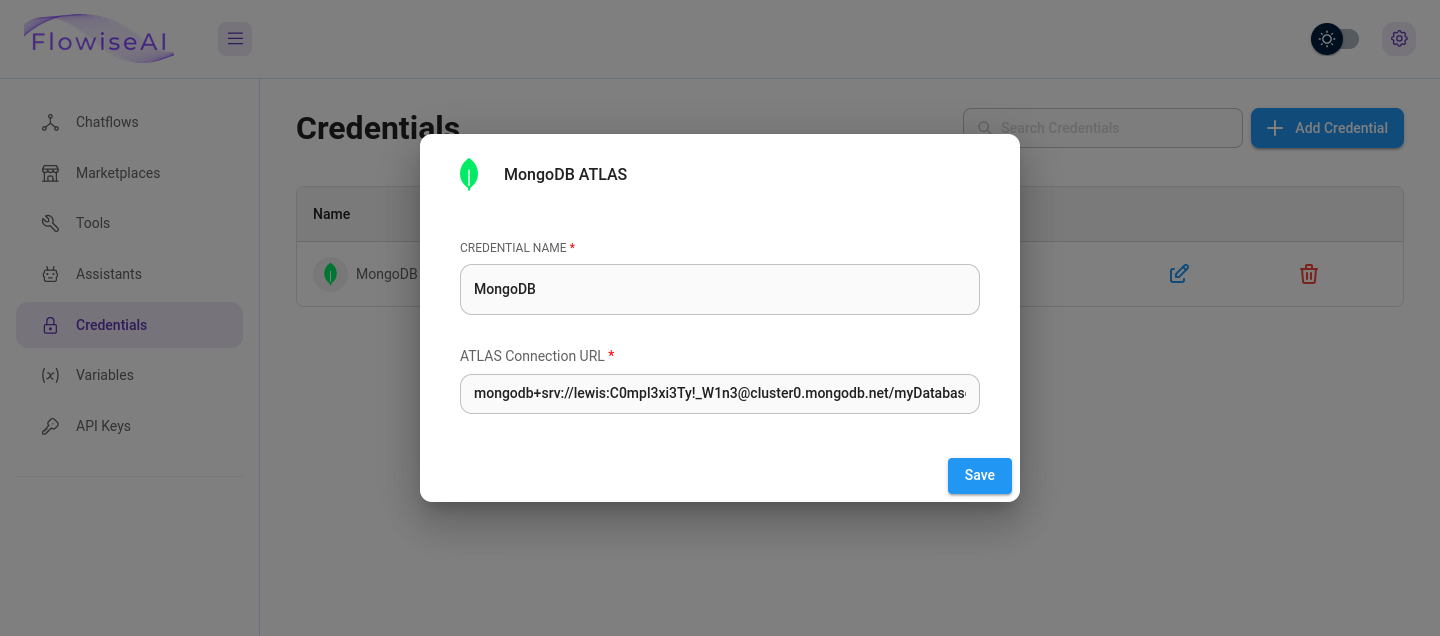 FlowiseAI
Chatflows
Marketplaces
Tools
Assistants
Credentials
Variables
API Keys
Credentials
Search Credentials
Add Credential
Name
MongoDB
MongoDB ATLAS
CREDENTIAL NAME *
MongoDB
ATLAS Connection URL *
mongodb+srv://lewis:C0mpl3xi3Ty!_W1n3@cluster0.mongodb.net/myDatabas
Save